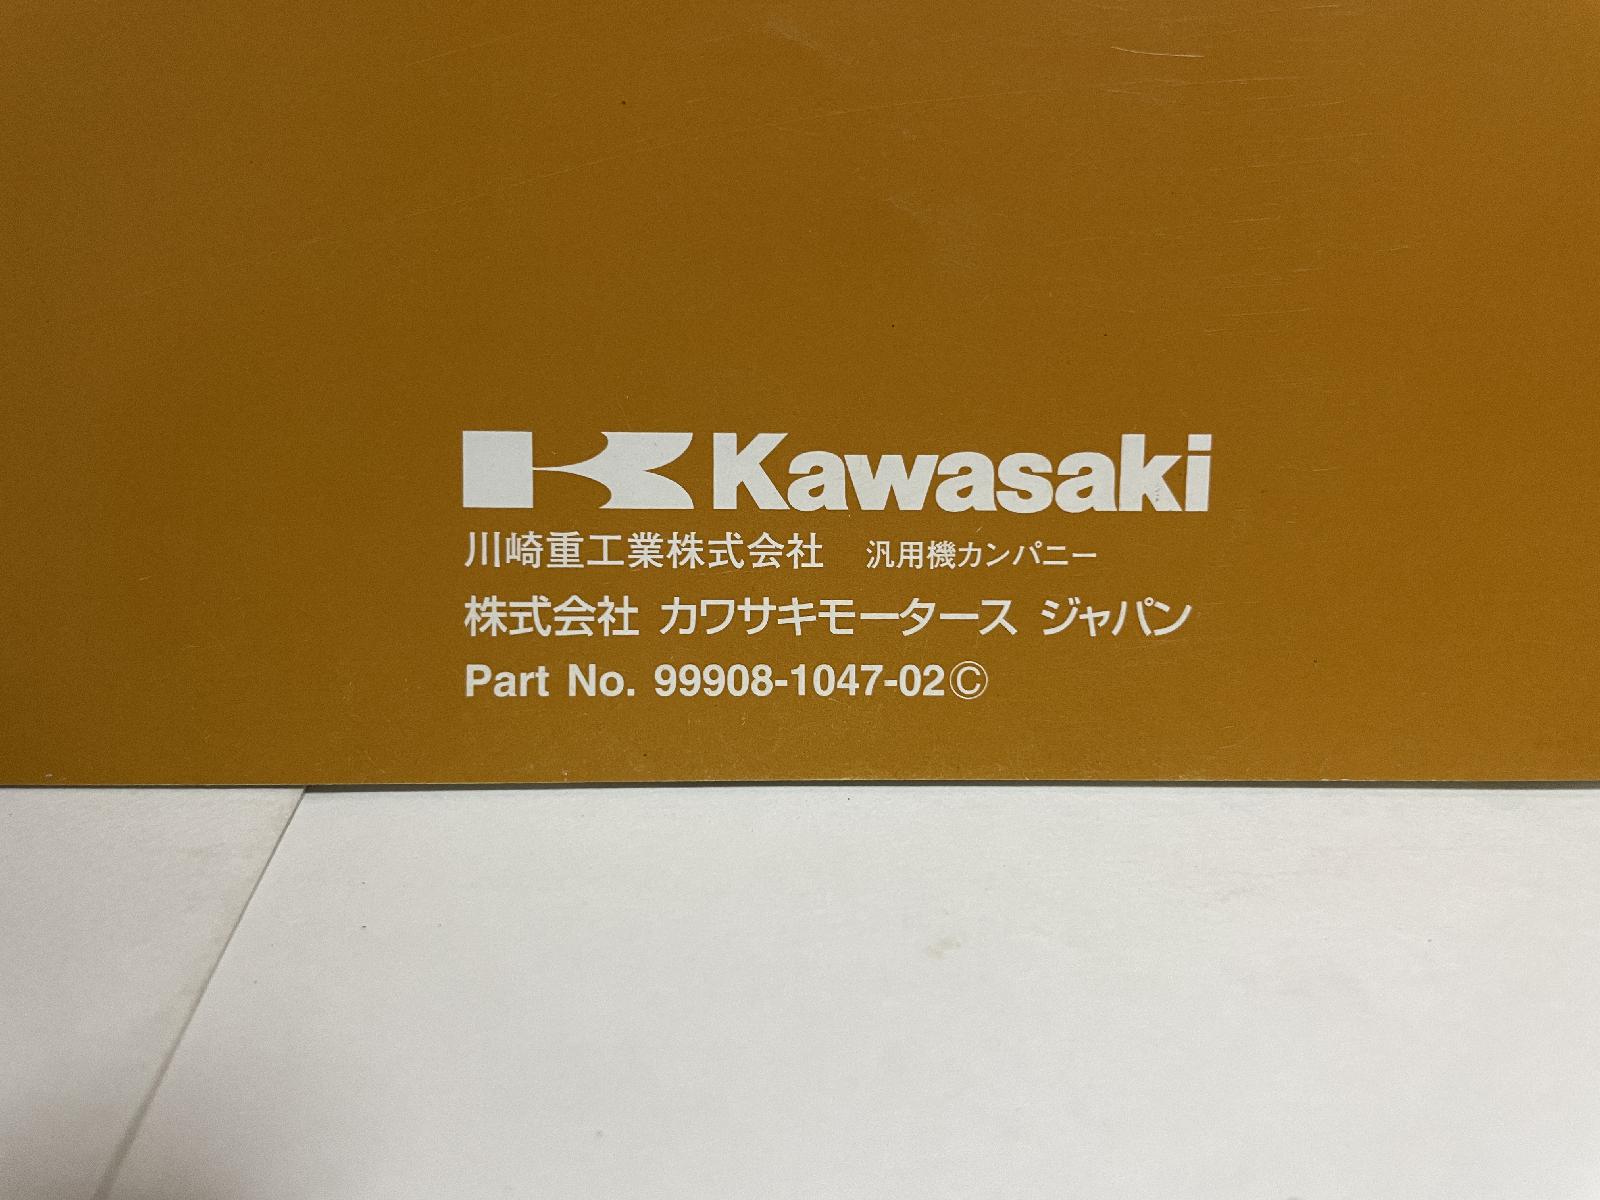 Kawasaki
川崎重工業株式会社 汎用機カンパニー
株式会社 カワサキモータース ジャパン
Part No. 99908-1047-02Ⓒ